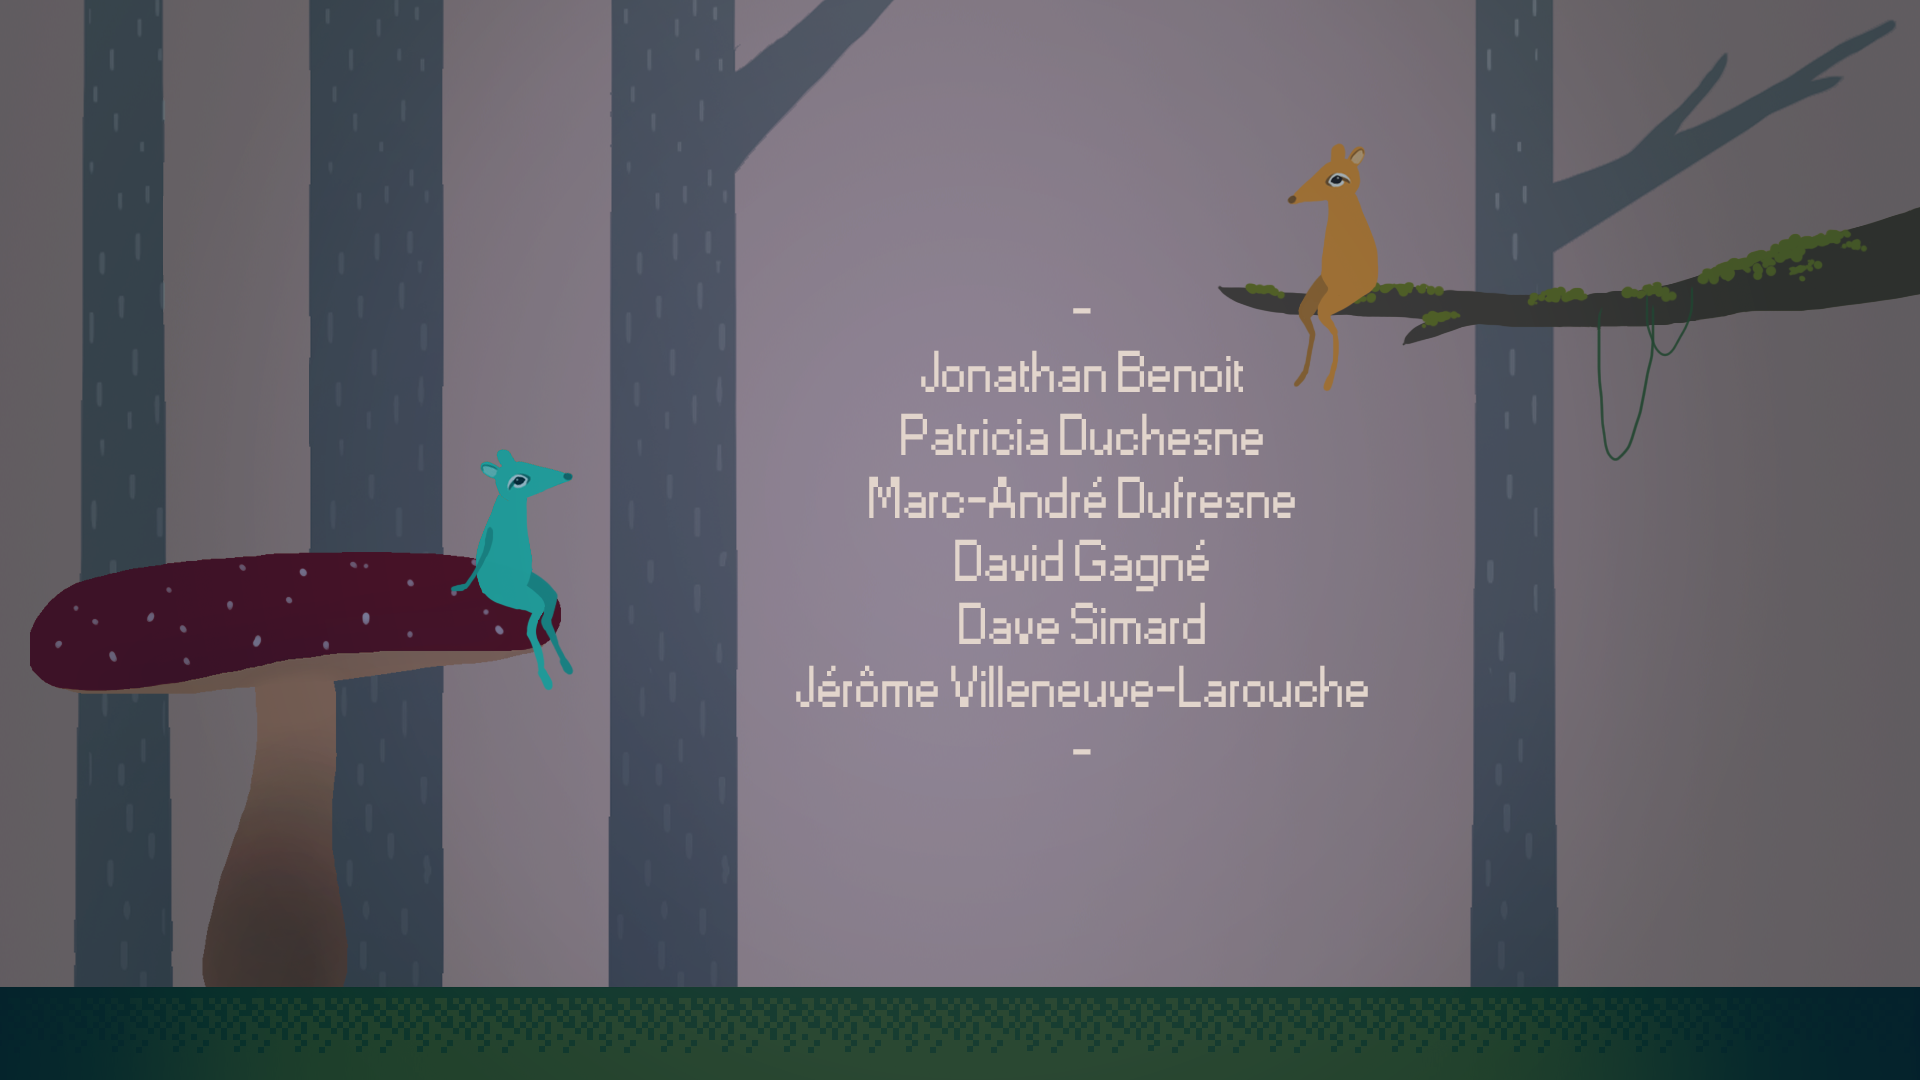 -
Jonathan Benoit
Patricia Duchesne
Marc-André Dufresne
David Gagné
Dave Simard
Jérôme Villeneuve-Larouche
-